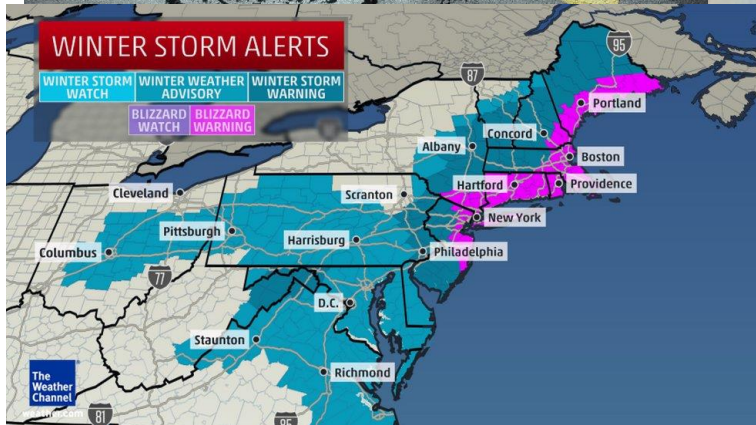 WINTER STORM ALERTS
WINTER STORM WATCH
WINTER WEATHER ADVISORY
WINTER STORM WARNING
BLIZZARD WATCH
BLIZZARD WARNING
95
87
Portland
Concord
Albany
Boston
Cleveland
Scranton
Hartford
Providence
New York
Pittsburgh
Harrisburg
Columbus
Philadelphia
77
D.C.
Staunton
Richmond
The
Weather
Channel
weather.com
81
95